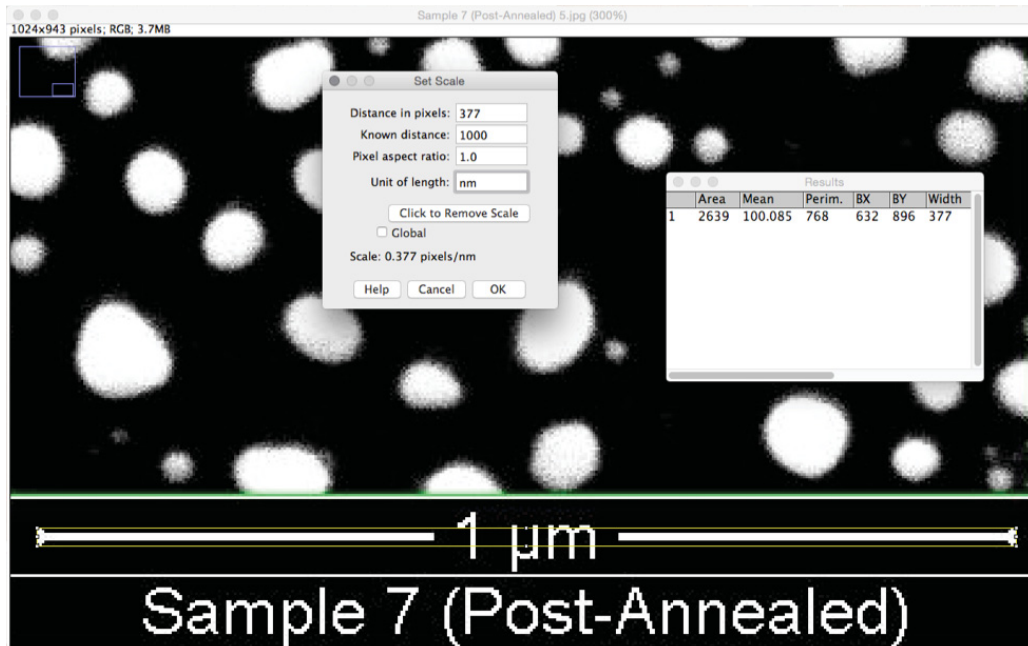 Sample 7 (Post-Annealed) 5.jpg (300%)
1024x943 pixels; RGB; 3.7MB
Set Scale
Distance in pixels: 377
Known distance: 1000
Pixel aspect ratio: 1.0
Unit of length: nm
Click to Remove Scale
Global
Scale: 0.377 pixels/nm
Help Cancel OK
Results
Area Mean Perim. BX BY Width
1 2639 100.085 768 632 896 377
1 µm
Sample 7 (Post-Annealed)